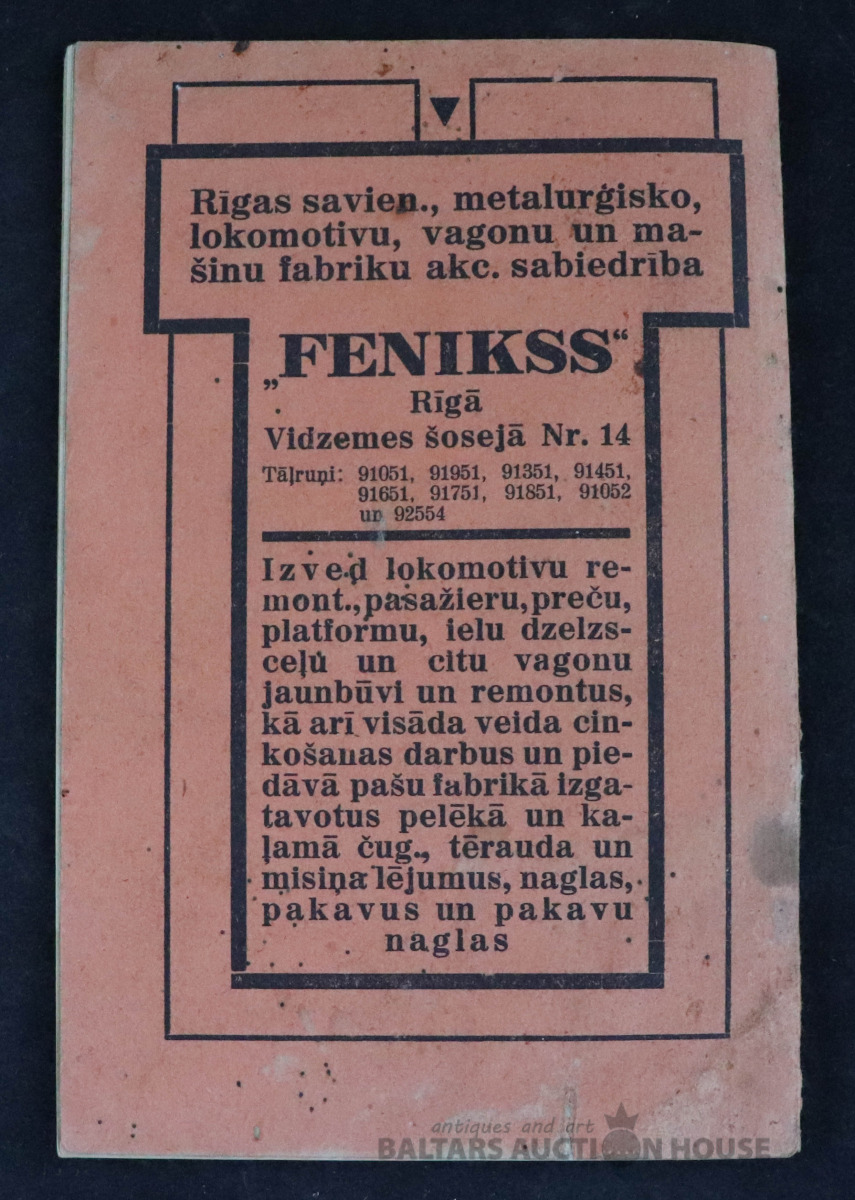 Rīgas savien., metalurģisko,
lokomotivu, vagonu un ma-
šinu fabriku akc. sabiedrība
„FENIKSS“
Rīgā
Vidzemes šosejā Nr. 14
Tāļruņi: 91051, 91951, 91351, 91451,
91651, 91751, 91851, 91052
un 92554
Izved lokomotivu re-
mont., pasažieru, preču,
platformu, ielu dzelzs-
ceļu un citu vagonu
jaunbūvi un remontus,
kā arī visāda veida cin-
košanas darbus un pie-
dāvā pašu fabrikā izga-
tavotus pelēkā un ka-
ļamā čug., tērauda un
misiņa lējumus, naglas,
pakavus un pakavu
naglas
antiques and art
BALTARS AUCTION HOUSE